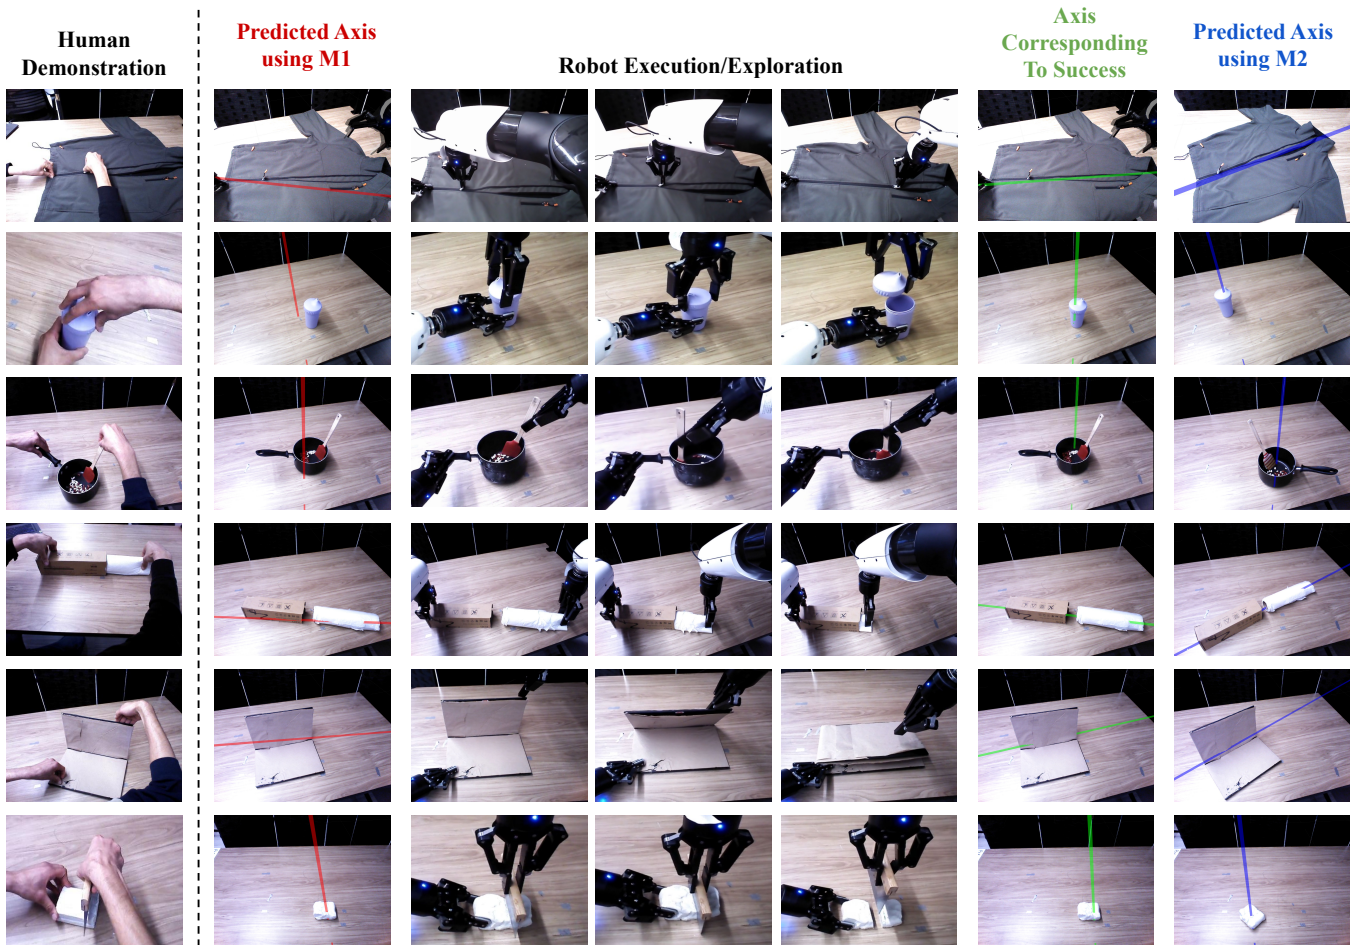 Human
Demonstration
Predicted Axis
using M1
Robot Execution/Exploration
Axis
Corresponding
To Success
Predicted Axis
using M2